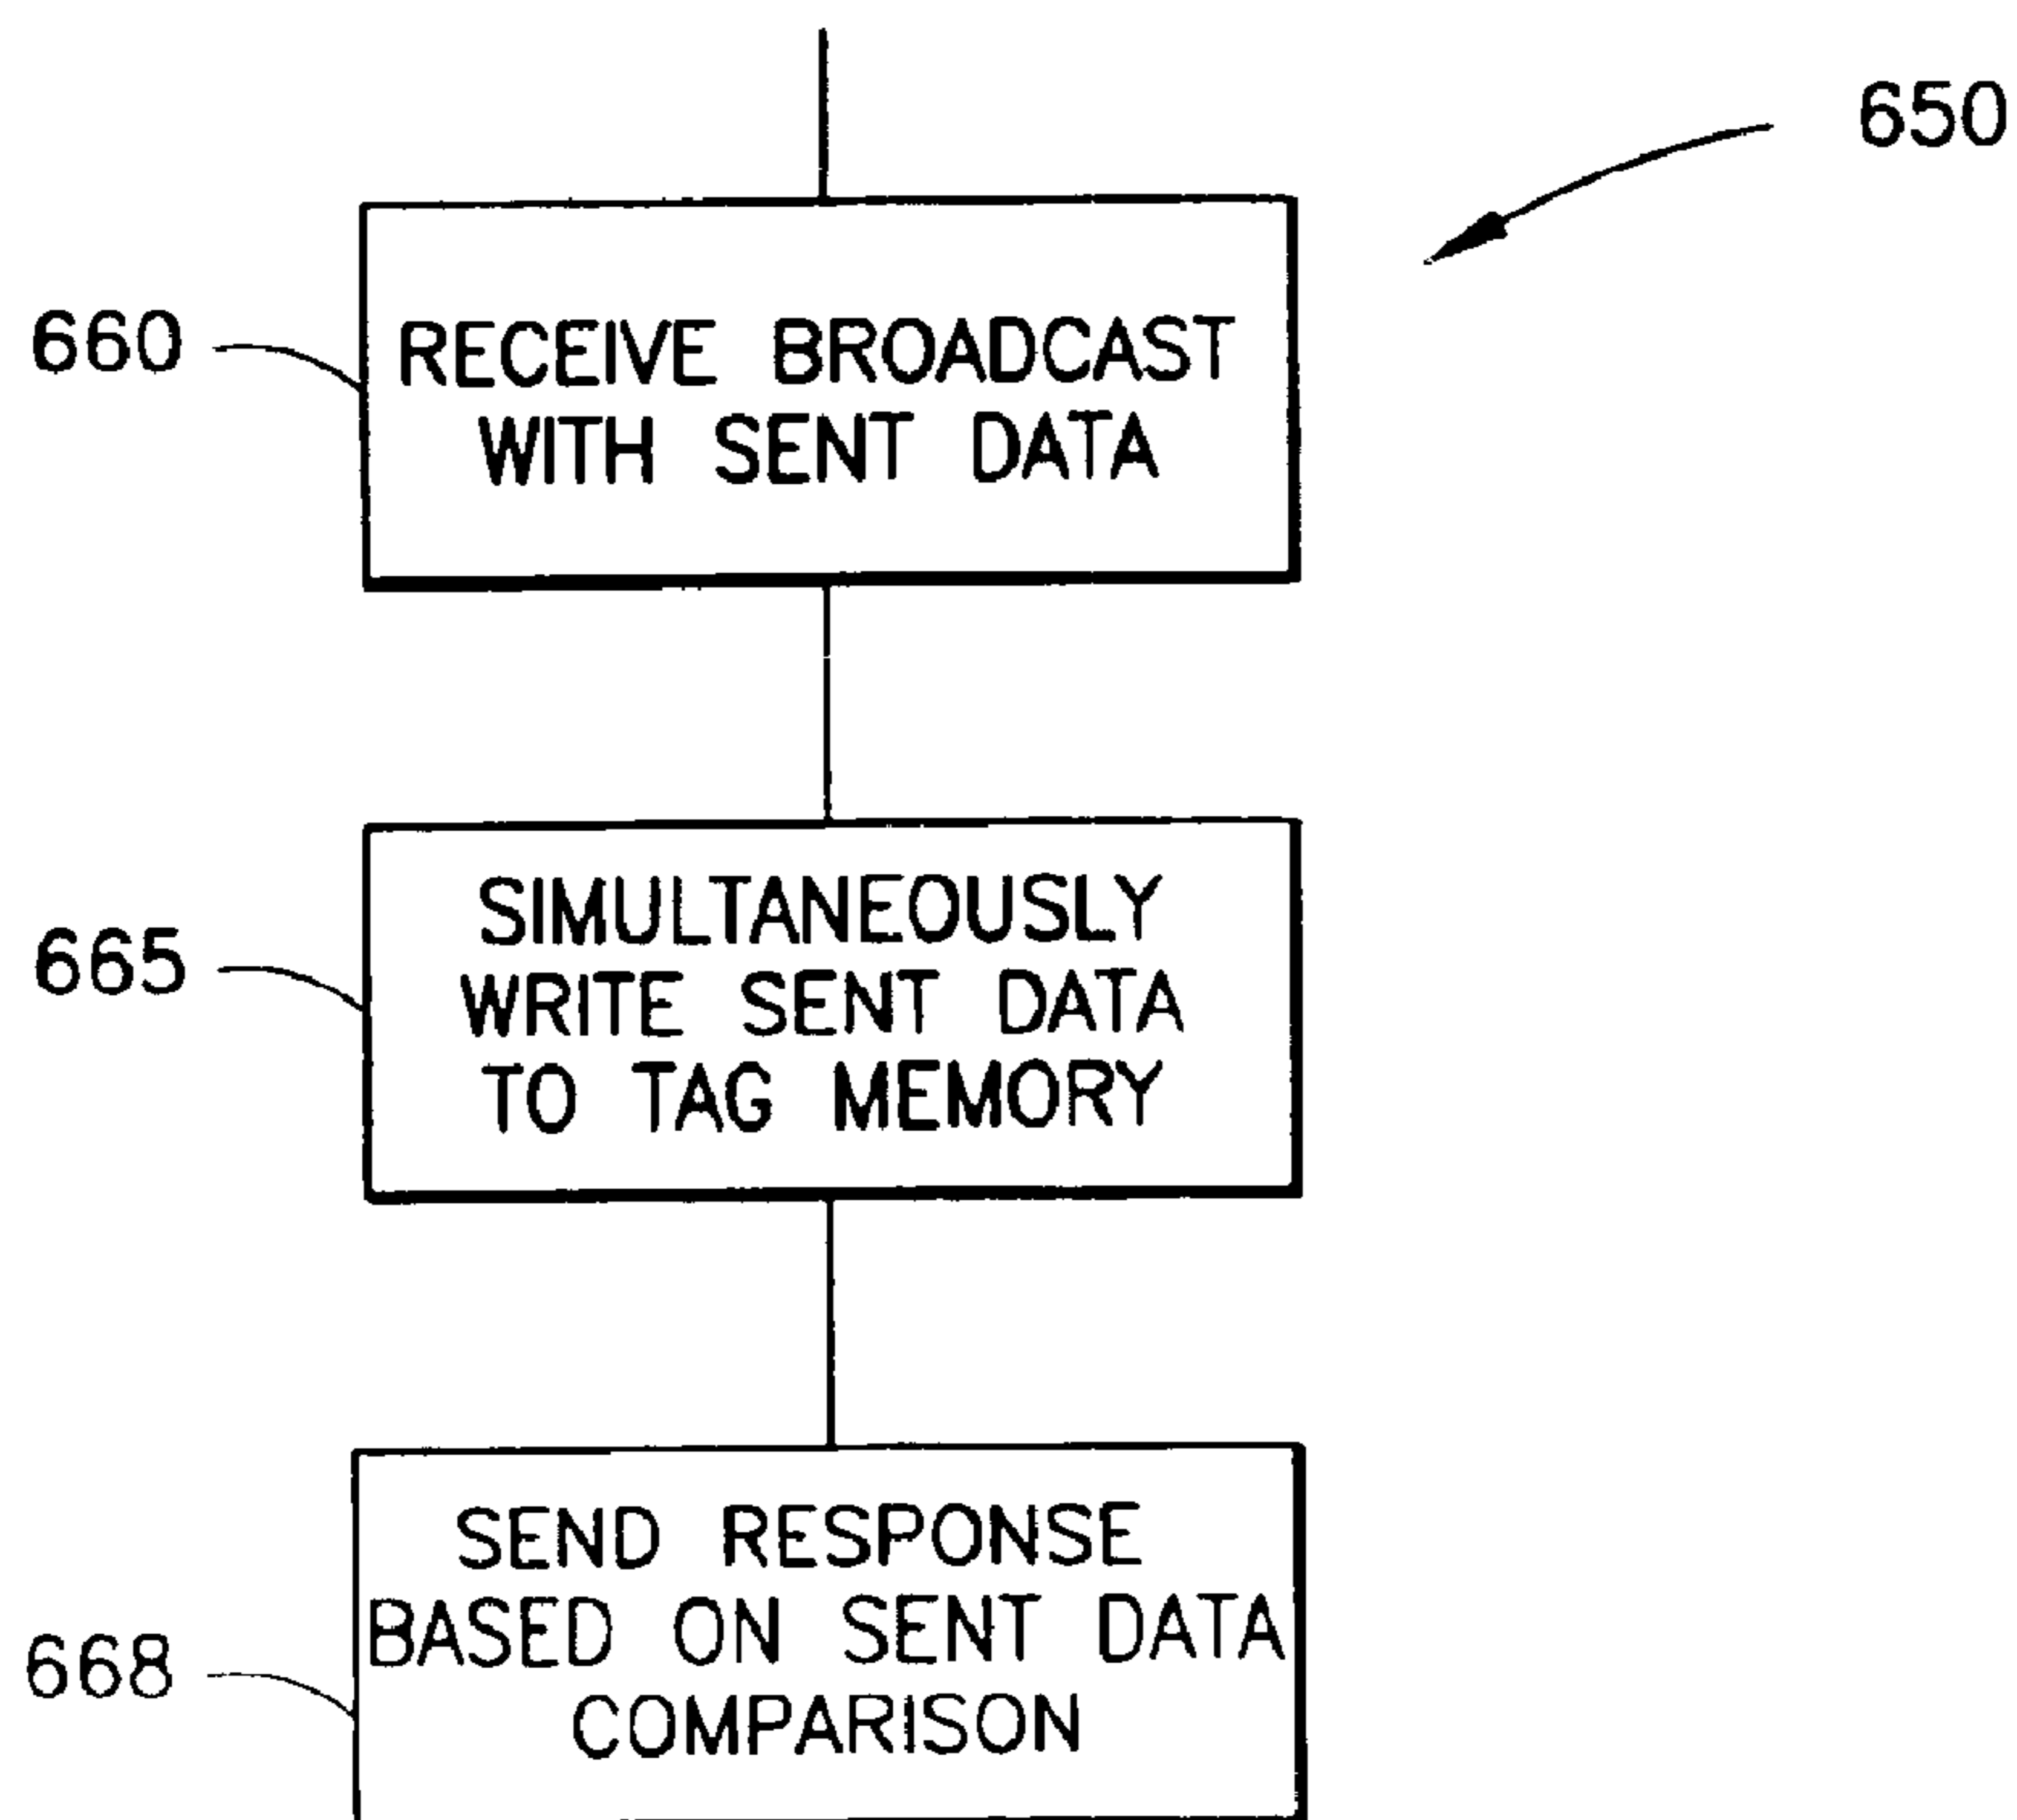 650
660
RECEIVE BROADCAST
WITH SENT DATA
665
SIMULTANEOUSLY
WRITE SENT DATA
TO TAG MEMORY
668
SEND RESPONSE
BASED ON SENT DATA
COMPARISON